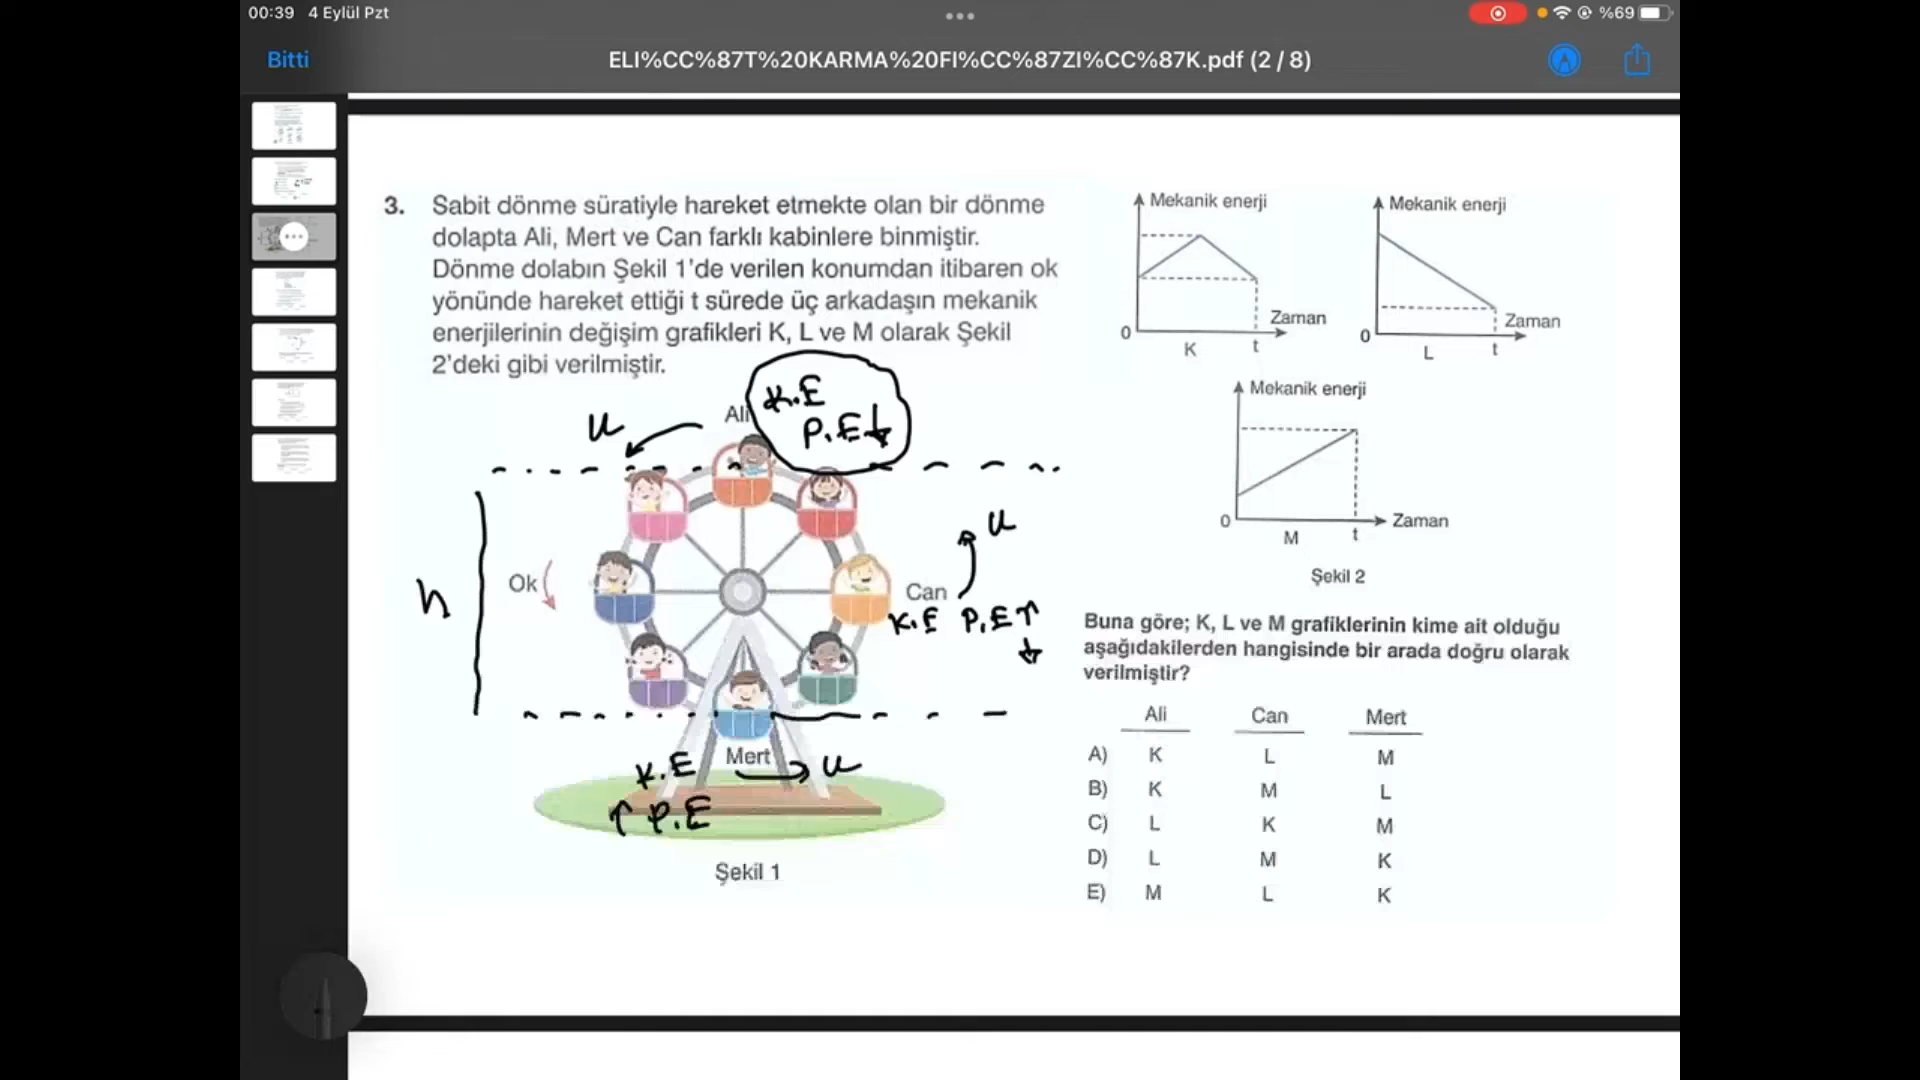 00:39 4 Eylül Pzt
%69
Bitti
ELI%CC%87T%20KARMA%20FI%CC%87ZI%CC%87K.pdf (2 / 8)
3. Sabit dönme süratiyle hareket etmekte olan bir dönme
dolapta Ali, Mert ve Can farklı kabinlere binmiştir.
Dönme dolabın Şekil 1'de verilen konumdan itibaren ok
yönünde hareket ettiği t sürede üç arkadaşın mekanik
enerjilerinin değişim grafikleri K, L ve M olarak Şekil
2'deki gibi verilmiştir.
Ali
K.E
P.E↓
u
h
Ok
u
Can
K.E P.E↑
↓
Mert
u
K.E
↑ P.E
Şekil 1
Mekanik enerji
0
Zaman
K
t
Mekanik enerji
0
Zaman
L
t
Mekanik enerji
0
Zaman
M
t
Şekil 2
Buna göre; K, L ve M grafiklerinin kime ait olduğu
aşağıdakilerden hangisinde bir arada doğru olarak
verilmiştir?
Ali Can Mert
A) K L M
B) K M L
C) L K M
D) L M K
E) M L K